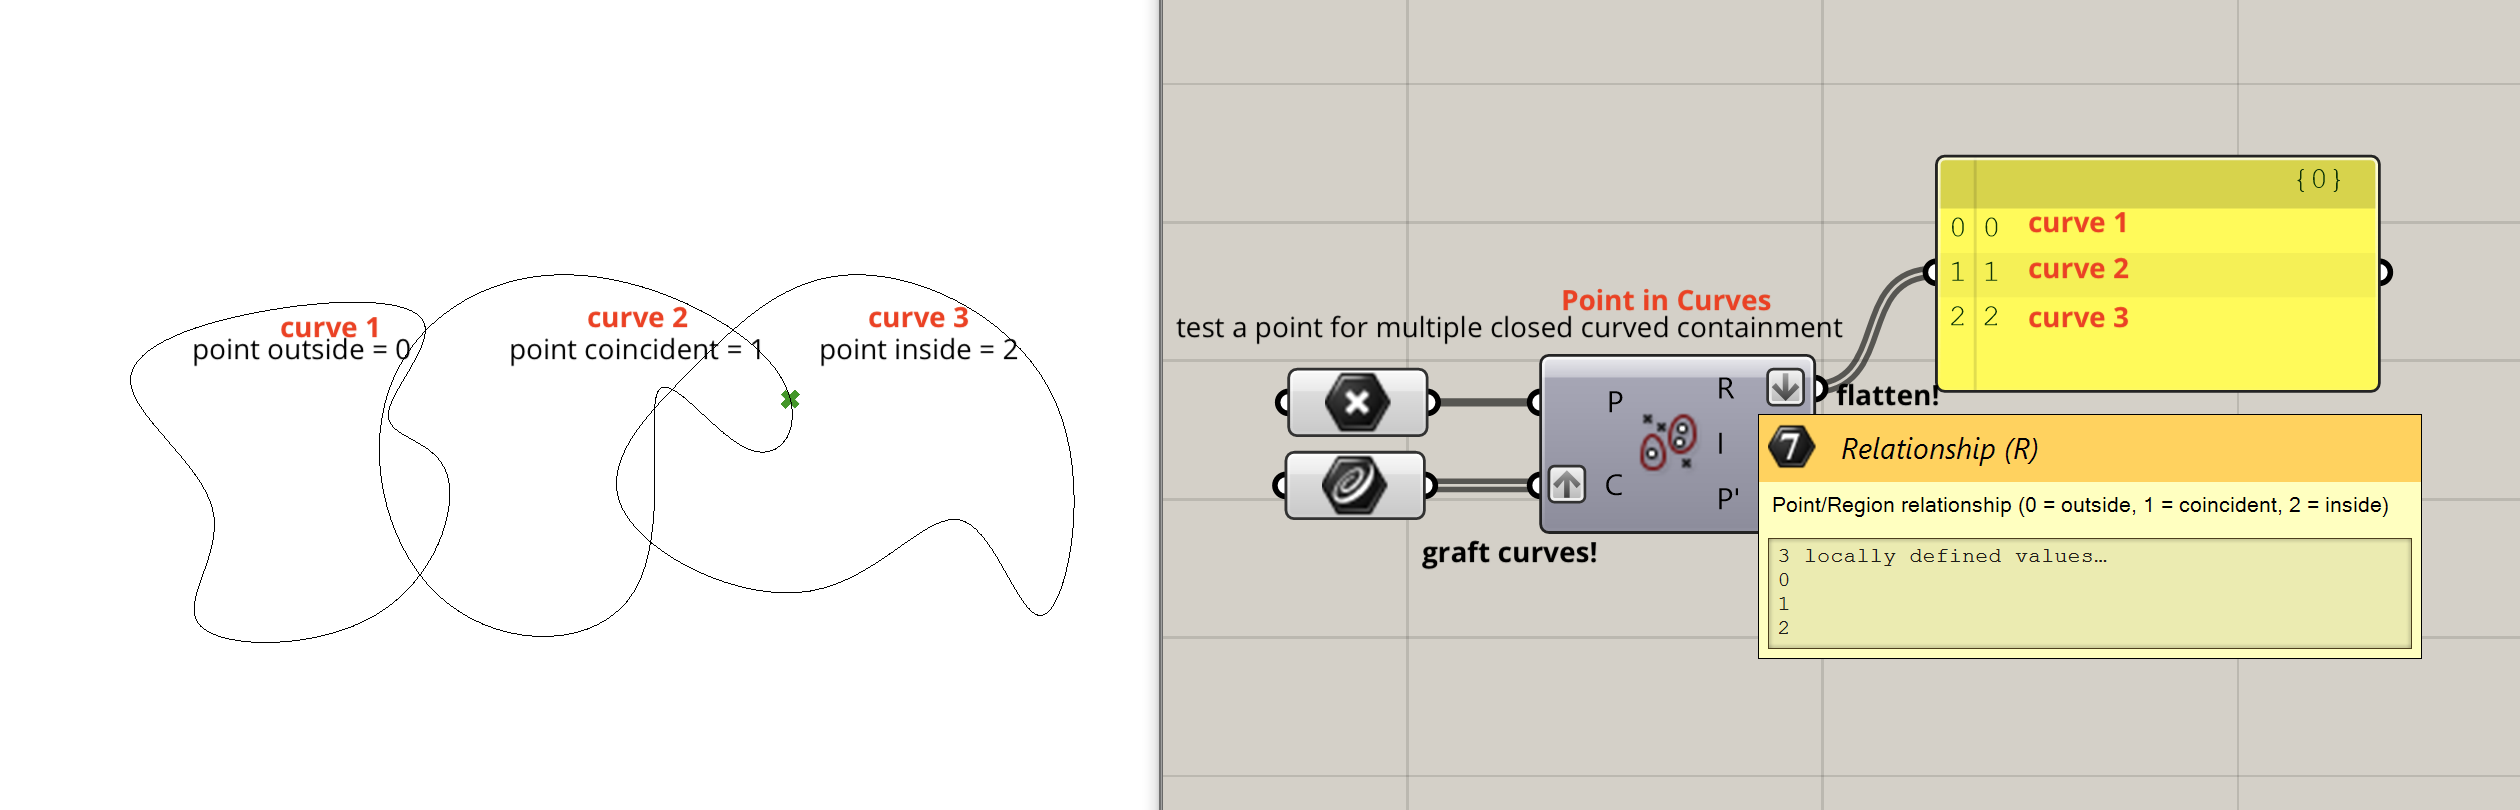 curve 1
point outside = 0
curve 2
point coincident = 1
curve 3
point inside = 2
Point in Curves
test a point for multiple closed curved containment
P
C
R
I
P'
graft curves!
flatten!
{0}
0 0 curve 1
1 1 curve 2
2 2 curve 3
7 Relationship (R)
Point/Region relationship (0 = outside, 1 = coincident, 2 = inside)
3 locally defined values…
0
1
2